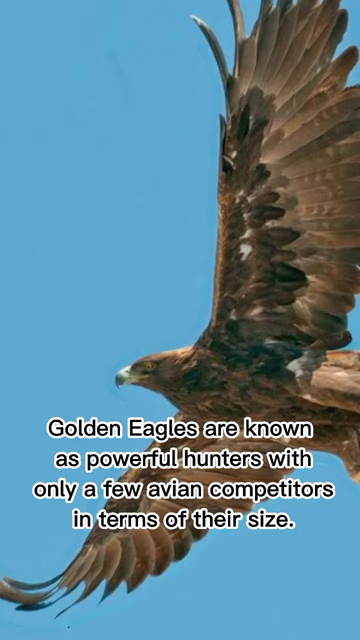 Golden Eagles are known
as powerful hunters with
only a few avian competitors
in terms of their size.